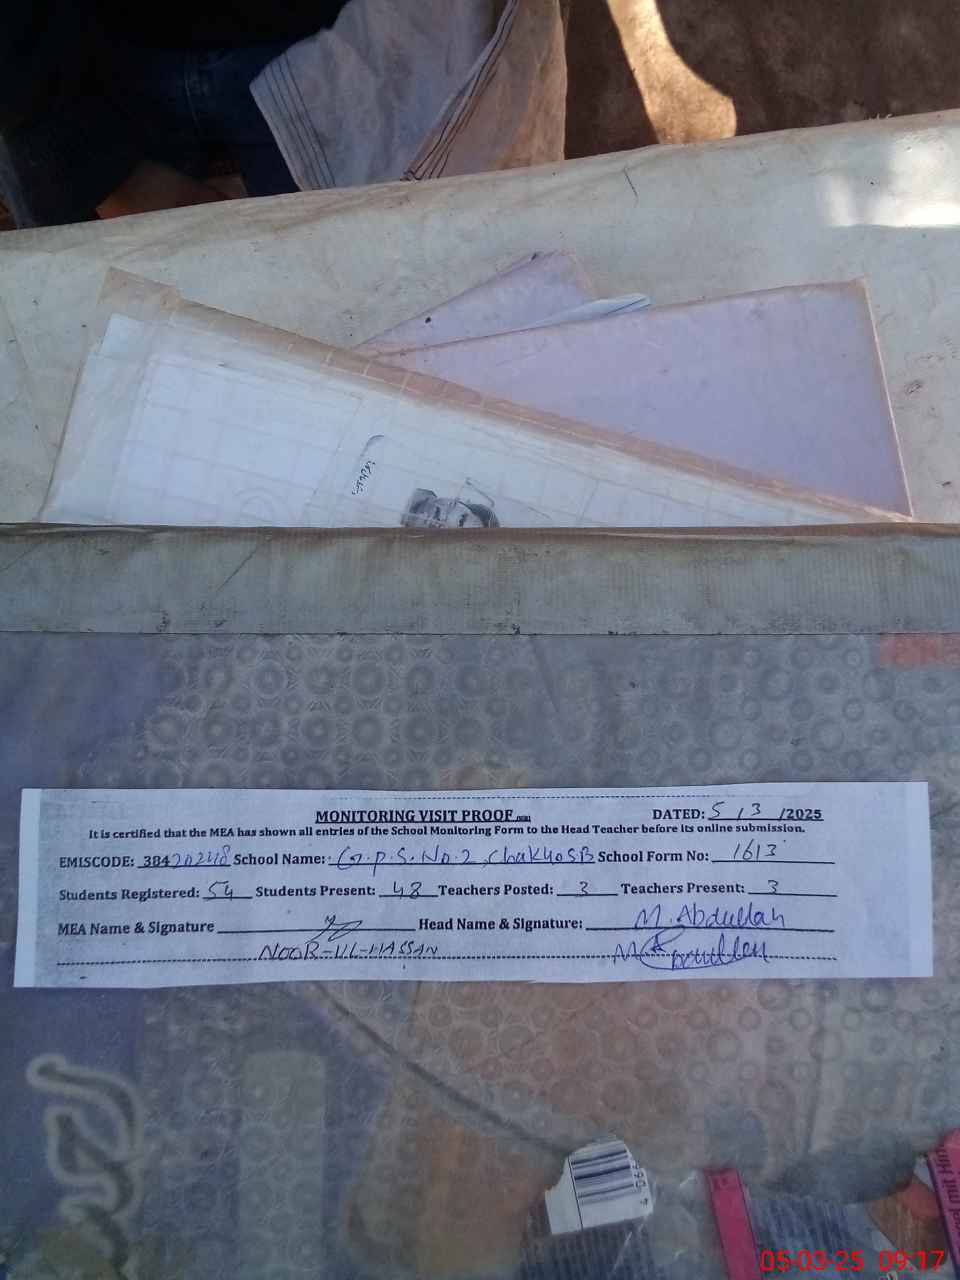 MONITORING VISIT PROOF DATED: 5/3/2025
It is certified that the MEA has shown all entries of the School Monitoring Form to the Head Teacher before its online submission.
EMISCODE: 38420248 School Name: G.P.S. No. 2, Chak40SB School Form No: 1613
Students Registered: 54 Students Present: 48 Teachers Posted: 3 Teachers Present: 3
MEA Name & Signature Head Name & Signature: M. Abdullah
NOOR-UL-HASSAN M Abdullah
05-03-25 09:17